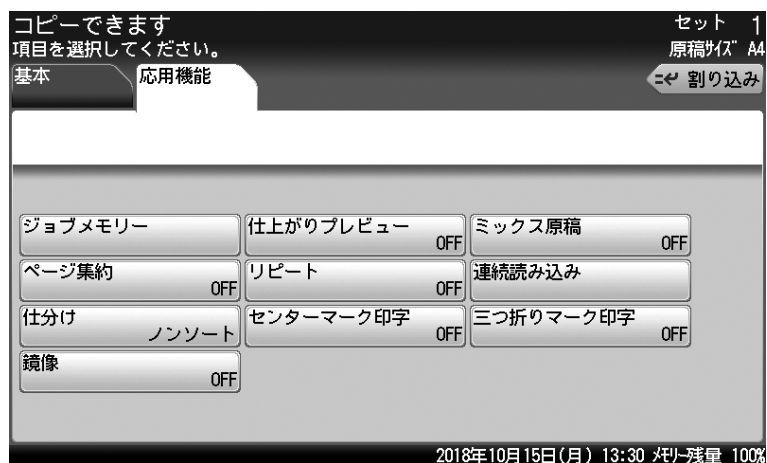 コピーできます
セット 1
項目を選択してください。
原稿ｻｲｽﾞ A4
基本
応用機能
割り込み
ジョブメモリー
仕上がりプレビュー
OFF
ミックス原稿
OFF
ページ集約
OFF
リピート
OFF
連続読み込み
仕分け
ノンソート
センターマーク印字
OFF
三つ折りマーク印字
OFF
鏡像
OFF
2018年10月15日(月) 13:30 ﾒﾓﾘｰ残量 100%